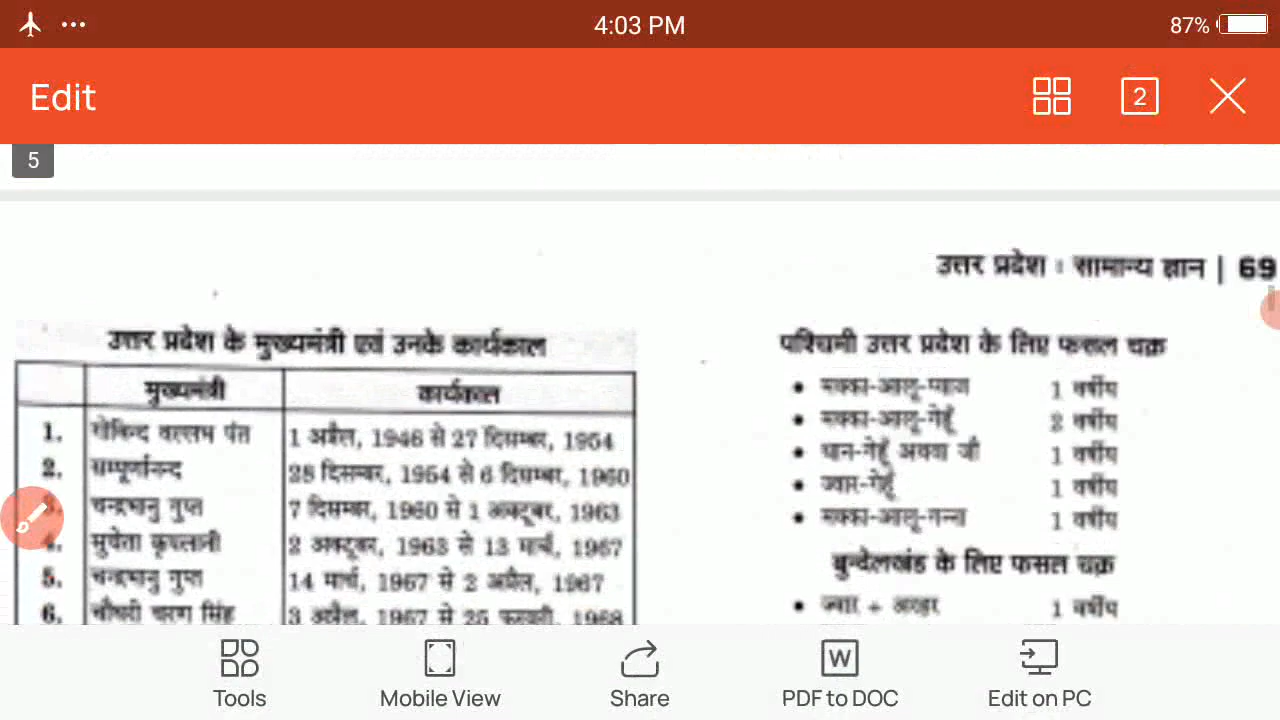 4:03 PM
87%
Edit
2
5
उत्तर प्रदेश : सामान्य ज्ञान | 69
उत्तर प्रदेश के मुख्यमंत्री एवं उनके कार्यकाल
मुख्यमंत्री कार्यकाल
1. गोविन्द वल्लभ पंत 1 अप्रैल, 1946 से 27 दिसम्बर, 1954
2. सम्पूर्णानन्द 28 दिसम्बर, 1954 से 6 दिसम्बर, 1960
चन्द्रभानु गुप्त 7 दिसम्बर, 1960 से 1 अक्टूबर, 1963
4. सुचेता कृपलानी 2 अक्टूबर, 1963 से 13 मार्च, 1967
5. चन्द्रभानु गुप्त 14 मार्च, 1967 से 2 अप्रैल, 1967
6. चौधरी चरण सिंह 3 अप्रैल, 1967 से 25 फरवरी, 1968
पश्चिमी उत्तर प्रदेश के लिए फसल चक्र
• मक्का-आलू-प्याज 1 वर्षीय
• मक्का-आलू-गेहूँ 2 वर्षीय
• धान-गेहूँ अथवा जौ 1 वर्षीय
• ज्वार-गेहूँ 1 वर्षीय
• मक्का-आलू-गन्ना 1 वर्षीय
बुन्देलखंड के लिए फसल चक्र
• ज्वार + अरहर 1 वर्षीय
Tools
Mobile View
Share
W
PDF to DOC
Edit on PC